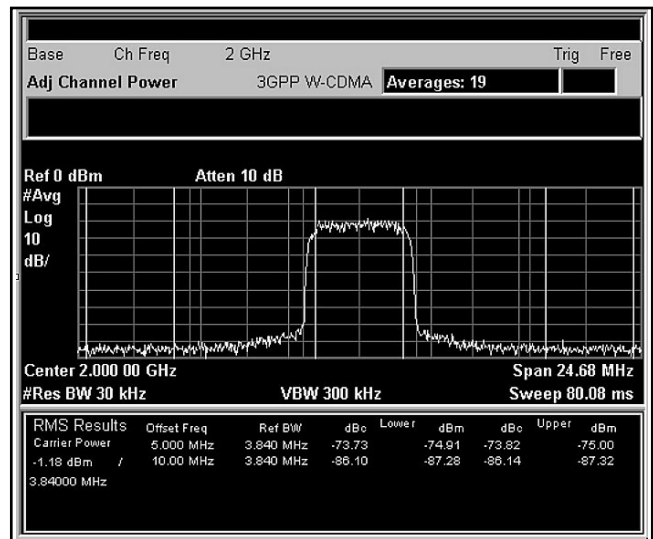 Base Ch Freq 2 GHz Trig Free
Adj Channel Power 3GPP W-CDMA Averages: 19
Ref 0 dBm Atten 10 dB
#Avg
Log
10
dB/
Center 2.000 00 GHz Span 24.68 MHz
#Res BW 30 kHz VBW 300 kHz Sweep 80.08 ms
RMS Results Offset Freq Ref BW dBc Lower dBm dBc Upper dBm
Carrier Power 5.000 MHz 3.840 MHz -73.73 -74.91 -73.82 -75.00
-1.18 dBm / 10.00 MHz 3.840 MHz -86.10 -87.28 -86.14 -87.32
3.84000 MHz